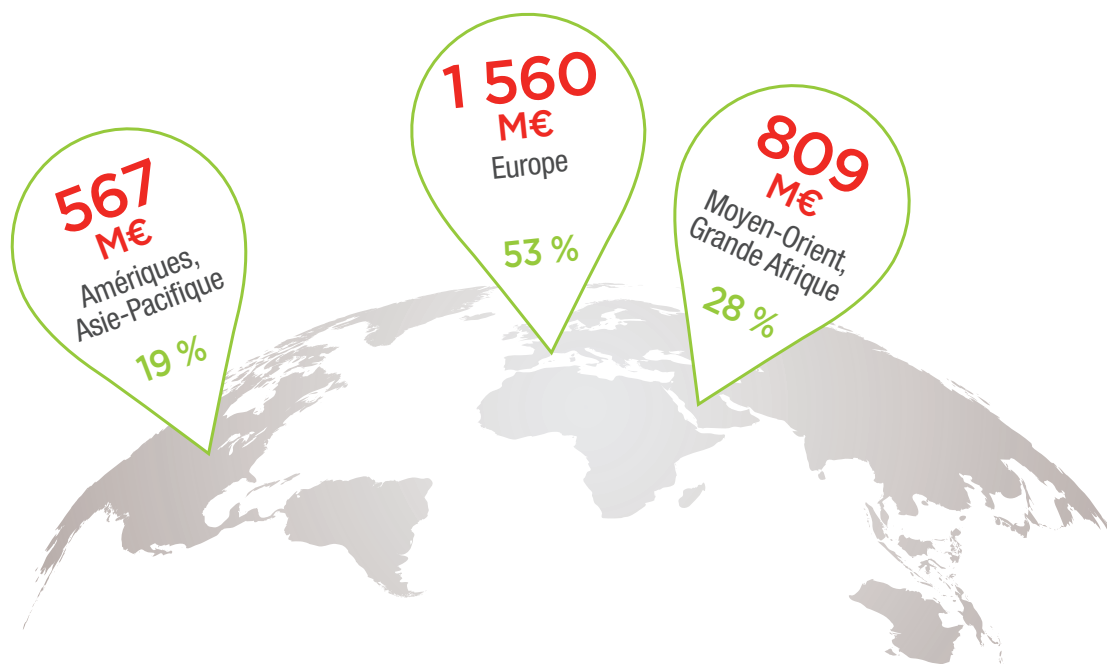 567
M€
Amériques,
Asie-Pacifique
19 %
1 560
M€
Europe
53 %
809
M€
Moyen-Orient,
Grande Afrique
28 %